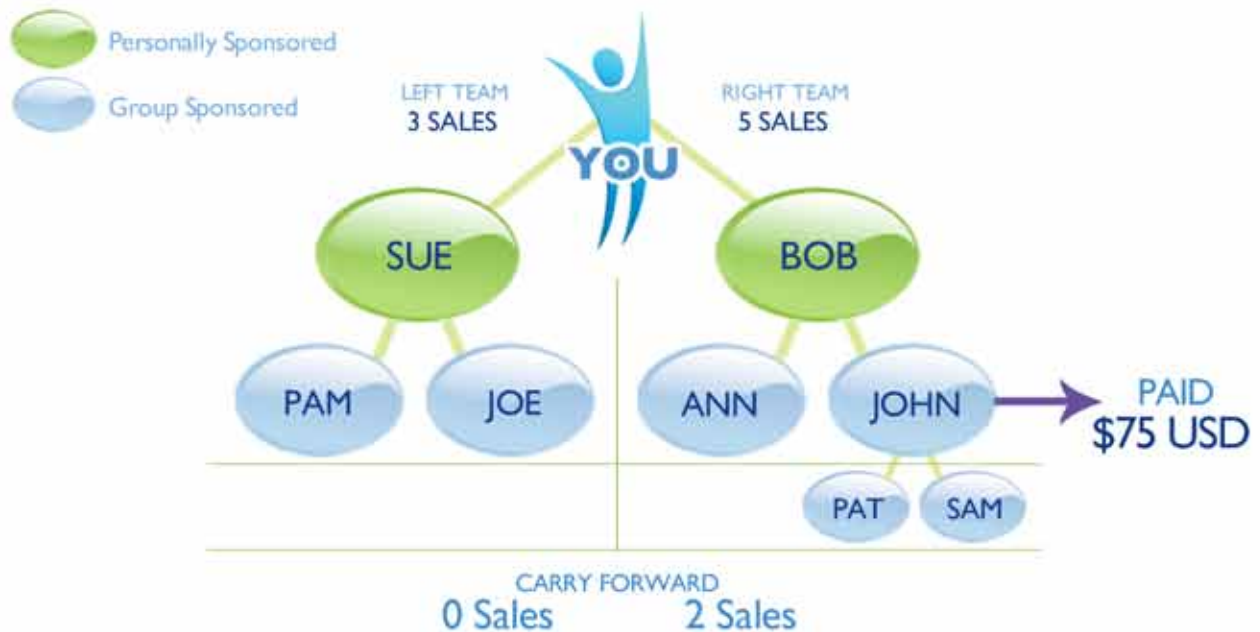 Personally Sponsored
Group Sponsored
LEFT TEAM
3 SALES
RIGHT TEAM
5 SALES
YOU
SUE
BOB
PAM
JOE
ANN
JOHN
PAID
$75 USD
PAT
SAM
CARRY FORWARD
0 Sales
2 Sales